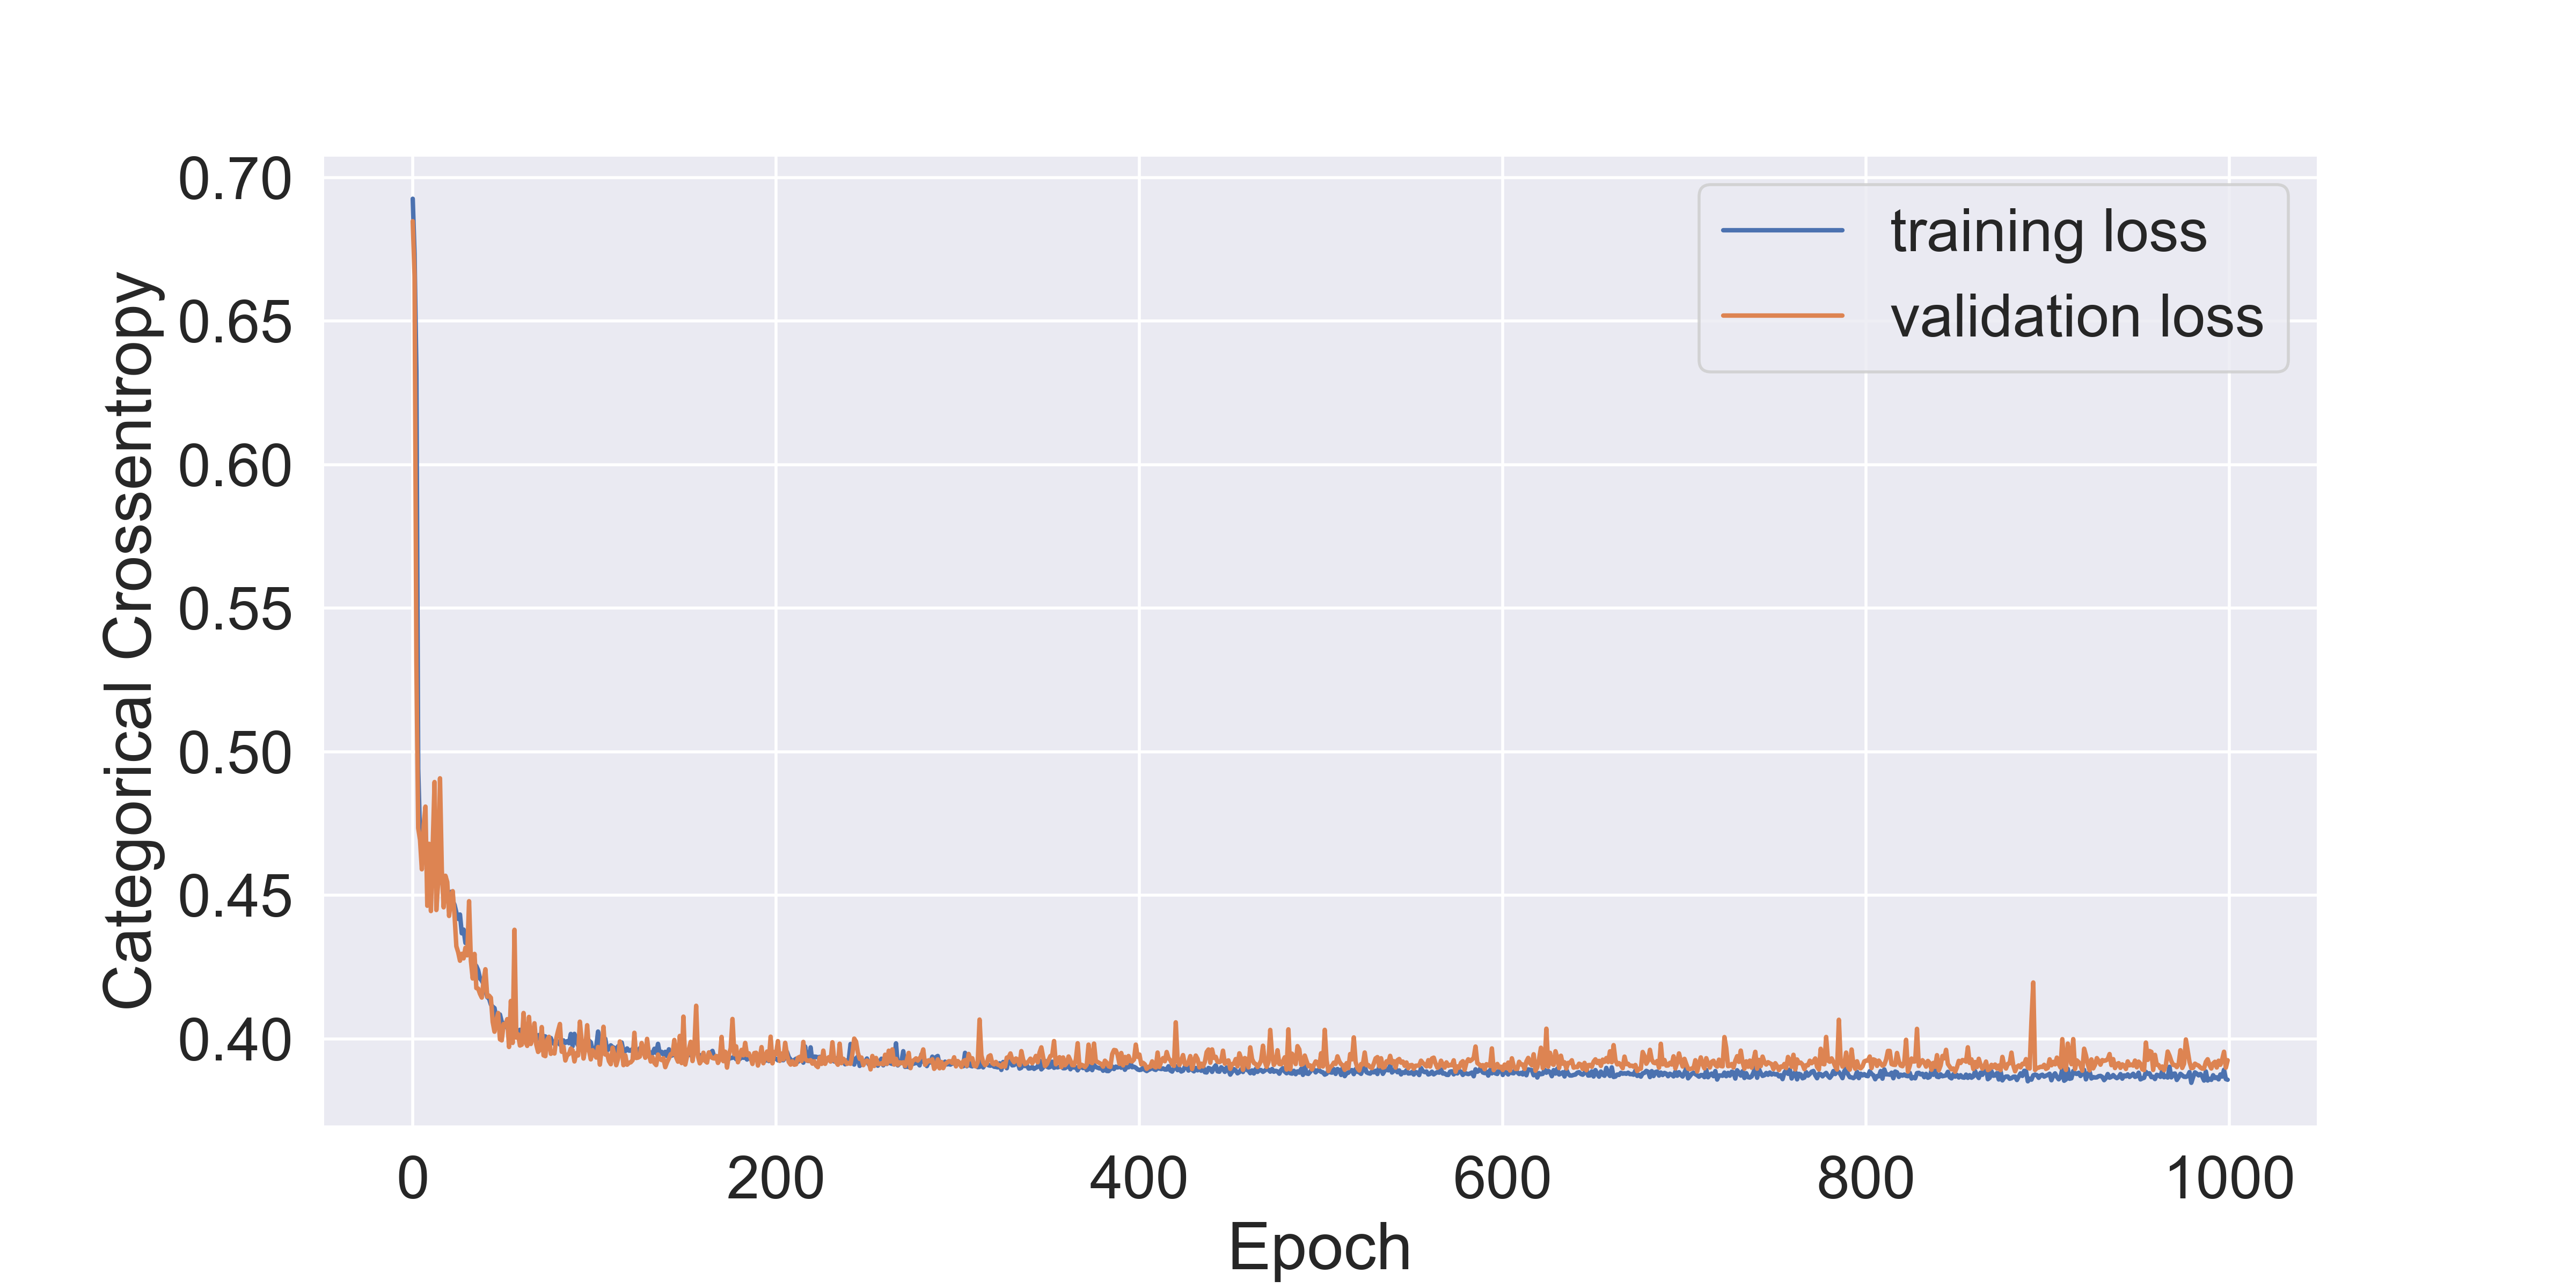 0.70
0.65
0.60
0.55
0.50
0.45
0.40
Categorical Crossentropy
training loss
validation loss
0 200 400 600 800 1000
Epoch